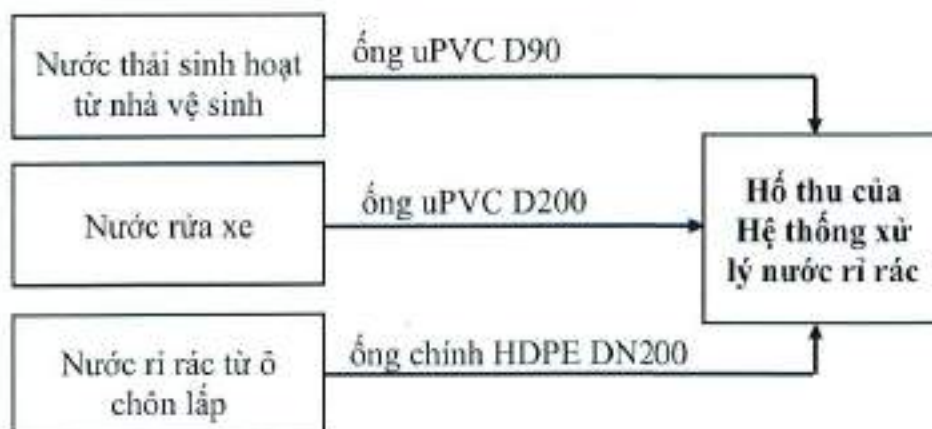 Nước thải sinh hoạt
từ nhà vệ sinh
ống uPVC D90
Nước rửa xe
ống uPVC D200
Nước rỉ rác từ ô
chôn lấp
ống chính HDPE DN200
Hố thu của
Hệ thống xử
lý nước rỉ rác